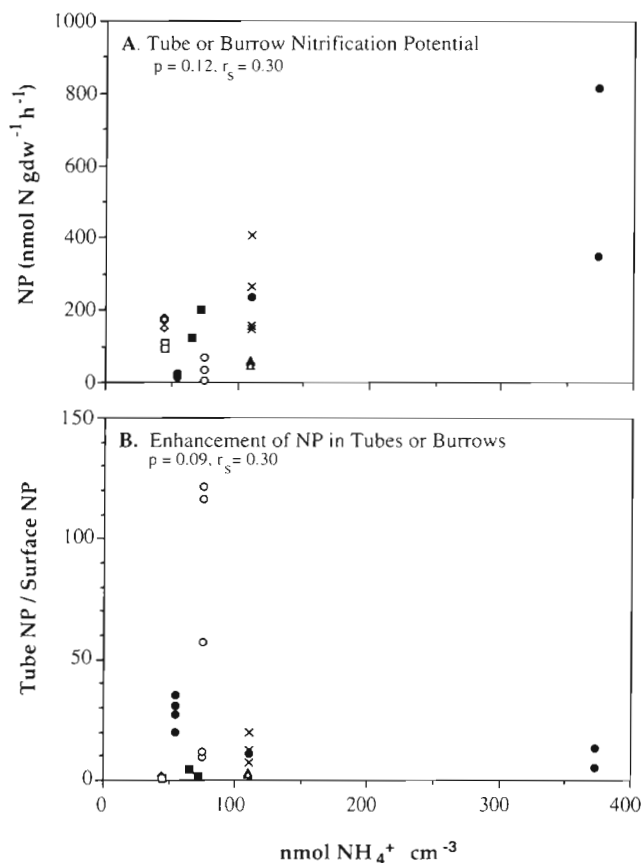 A. Tube or Burrow Nitrification Potential
p = 0.12, rs = 0.30
NP (nmol N gdw⁻¹ h⁻¹)
1000
800
600
400
200
0
B. Enhancement of NP in Tubes or Burrows
p = 0.09, rs = 0.30
Tube NP / Surface NP
150
100
50
0
0 100 200 300 400
nmol NH₄⁺ cm⁻³